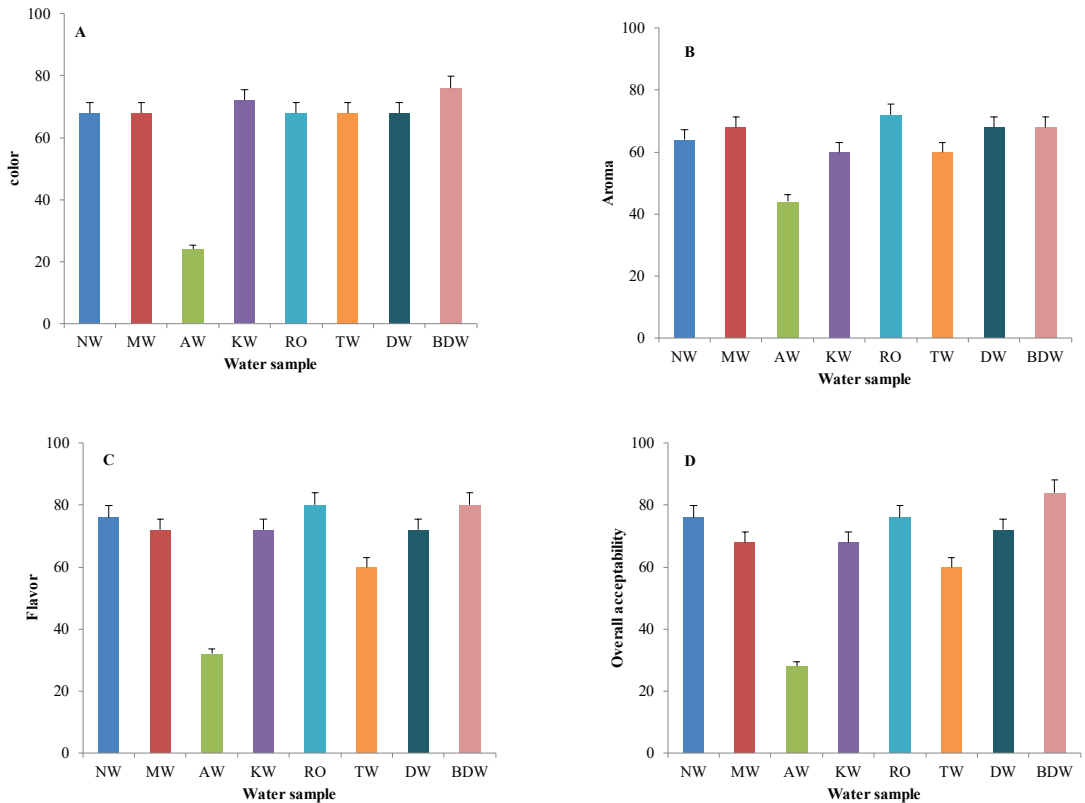 A
color
100
80
60
40
20
0
NW MW AW KW RO TW DW BDW
Water sample
B
Aroma
100
80
60
40
20
0
NW MW AW KW RO TW DW BDW
Water sample
C
Flavor
100
80
60
40
20
0
NW MW AW KW RO TW DW BDW
Water sample
D
Overall acceptability
100
80
60
40
20
0
NW MW AW KW RO TW DW BDW
Water sample